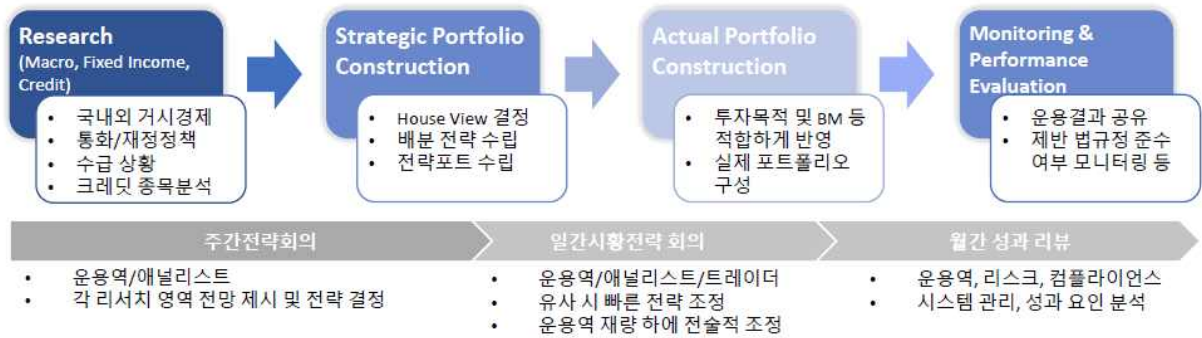 Research
(Macro, Fixed Income,
Credit)
• 국내외 거시경제
• 통화/재정정책
• 수급 상황
• 크레딧 종목분석
Strategic Portfolio
Construction
• House View 결정
• 배분 전략 수립
• 전략포트 수립
Actual Portfolio
Construction
• 투자목적 및 BM 등
적합하게 반영
• 실제 포트폴리오
구성
Monitoring &
Performance
Evaluation
• 운용결과 공유
• 제반 법규정 준수
여부 모니터링 등
주간전략회의
• 운용역/애널리스트
• 각 리서치 영역 전망 제시 및 전략 결정
일간시황전략 회의
• 운용역/애널리스트/트레이더
• 유사 시 빠른 전략 조정
• 운용역 재량 하에 전술적 조정
월간 성과 리뷰
• 운용역, 리스크, 컴플라이언스
• 시스템 관리, 성과 요인 분석